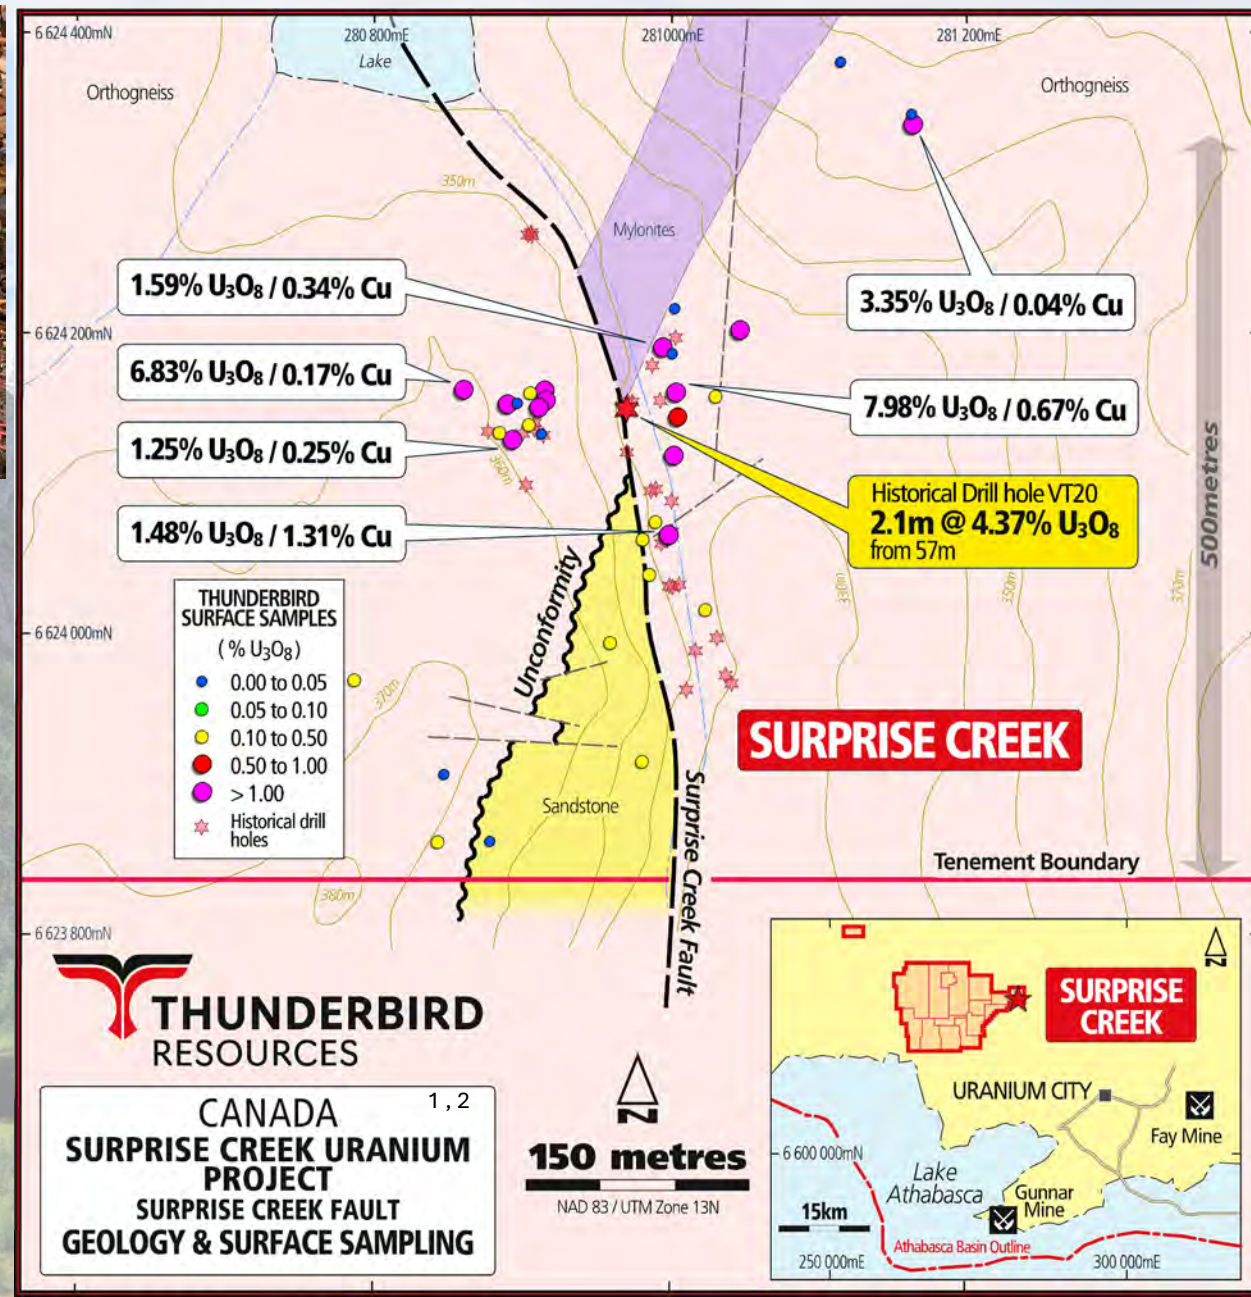 6 624 400mN
280 800mE
281 000mE
281 200mE
Lake
Orthogneiss
Orthogneiss
350m
Mylonites
1.59% U₃O₈ / 0.34% Cu
3.35% U₃O₈ / 0.04% Cu
6 624 200mN
6.83% U₃O₈ / 0.17% Cu
7.98% U₃O₈ / 0.67% Cu
1.25% U₃O₈ / 0.25% Cu
360m
Historical Drill hole VT20
2.1m @ 4.37% U₃O₈
from 57m
500metres
1.48% U₃O₈ / 1.31% Cu
Unconformity
330m
350m
370m
THUNDERBIRD
SURFACE SAMPLES
( % U₃O₈ )
0.00 to 0.05
0.05 to 0.10
0.10 to 0.50
0.50 to 1.00
> 1.00
Historical drill
holes
6 624 000mN
370m
SURPRISE CREEK
Sandstone
Surprise Creek Fault
Tenement Boundary
380m
6 623 800mN
THUNDERBIRD
RESOURCES
CANADA 1,2
SURPRISE CREEK URANIUM
PROJECT
SURPRISE CREEK FAULT
GEOLOGY & SURFACE SAMPLING
N
150 metres
NAD 83 / UTM Zone 13N
N
SURPRISE
CREEK
URANIUM CITY
Fay Mine
6 600 000mN
Lake
Athabasca
Gunnar
Mine
15km
Athabasca Basin Outline
250 000mE
300 000mE